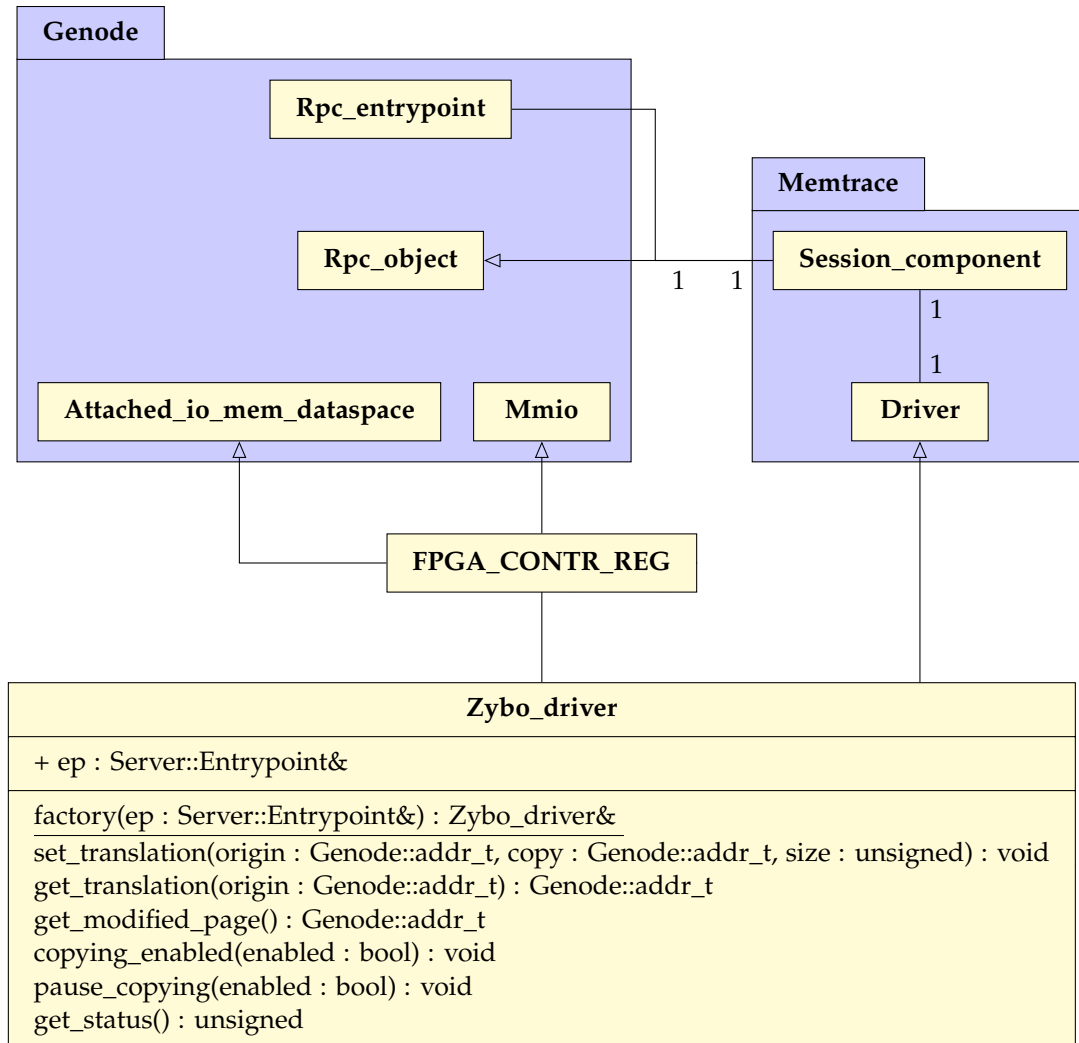 Genode
Rpc_entrypoint
Memtrace
Rpc_object
Session_component
1
1
1
1
Attached_io_mem_dataspace
Mmio
Driver
FPGA_CONTR_REG
Zybo_driver
+ ep : Server::Entrypoint&
factory(ep : Server::Entrypoint&) : Zybo_driver&
set_translation(origin : Genode::addr_t, copy : Genode::addr_t, size : unsigned) : void
get_translation(origin : Genode::addr_t) : Genode::addr_t
get_modified_page() : Genode::addr_t
copying_enabled(enabled : bool) : void
pause_copying(enabled : bool) : void
get_status() : unsigned